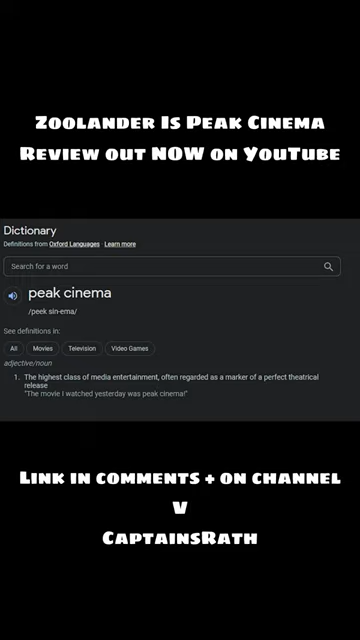 Zoolander Is Peak Cinema
Review out NOW on YouTube
Dictionary
Definitions from Oxford Languages · Learn more
Search for a word
peak cinema
/peek sin-ema/
See definitions in:
All Movies Television Video Games
adjective/noun
1. The highest class of media entertainment, often regarded as a marker of a perfect theatrical
release
"The movie I watched yesterday was peak cinema!"
Link in comments + on channel
V
CaptainsRath